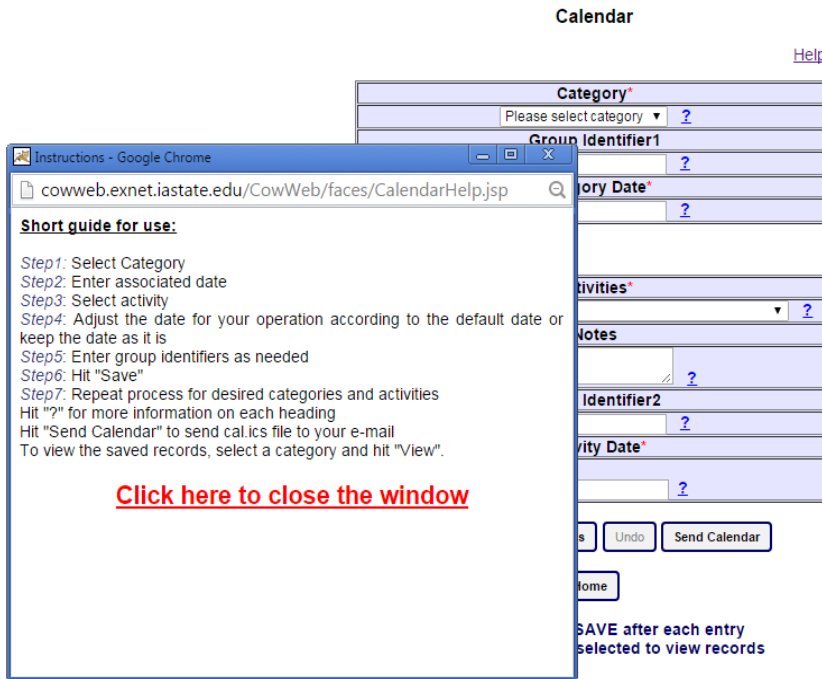 Calendar
Help
Category*
Please select category ?
Group Identifier1
?
ory Date*
?
tivities*
?
Notes
?
Identifier2
?
vity Date*
?
s Undo Send Calendar
Home
SAVE after each entry
selected to view records
Instructions - Google Chrome
cowweb.exnet.iastate.edu/CowWeb/faces/CalendarHelp.jsp
Short guide for use:
Step1: Select Category
Step2: Enter associated date
Step3: Select activity
Step4: Adjust the date for your operation according to the default date or
keep the date as it is
Step5: Enter group identifiers as needed
Step6: Hit "Save"
Step7: Repeat process for desired categories and activities
Hit "?" for more information on each heading
Hit "Send Calendar" to send cal.ics file to your e-mail
To view the saved records, select a category and hit "View".
Click here to close the window